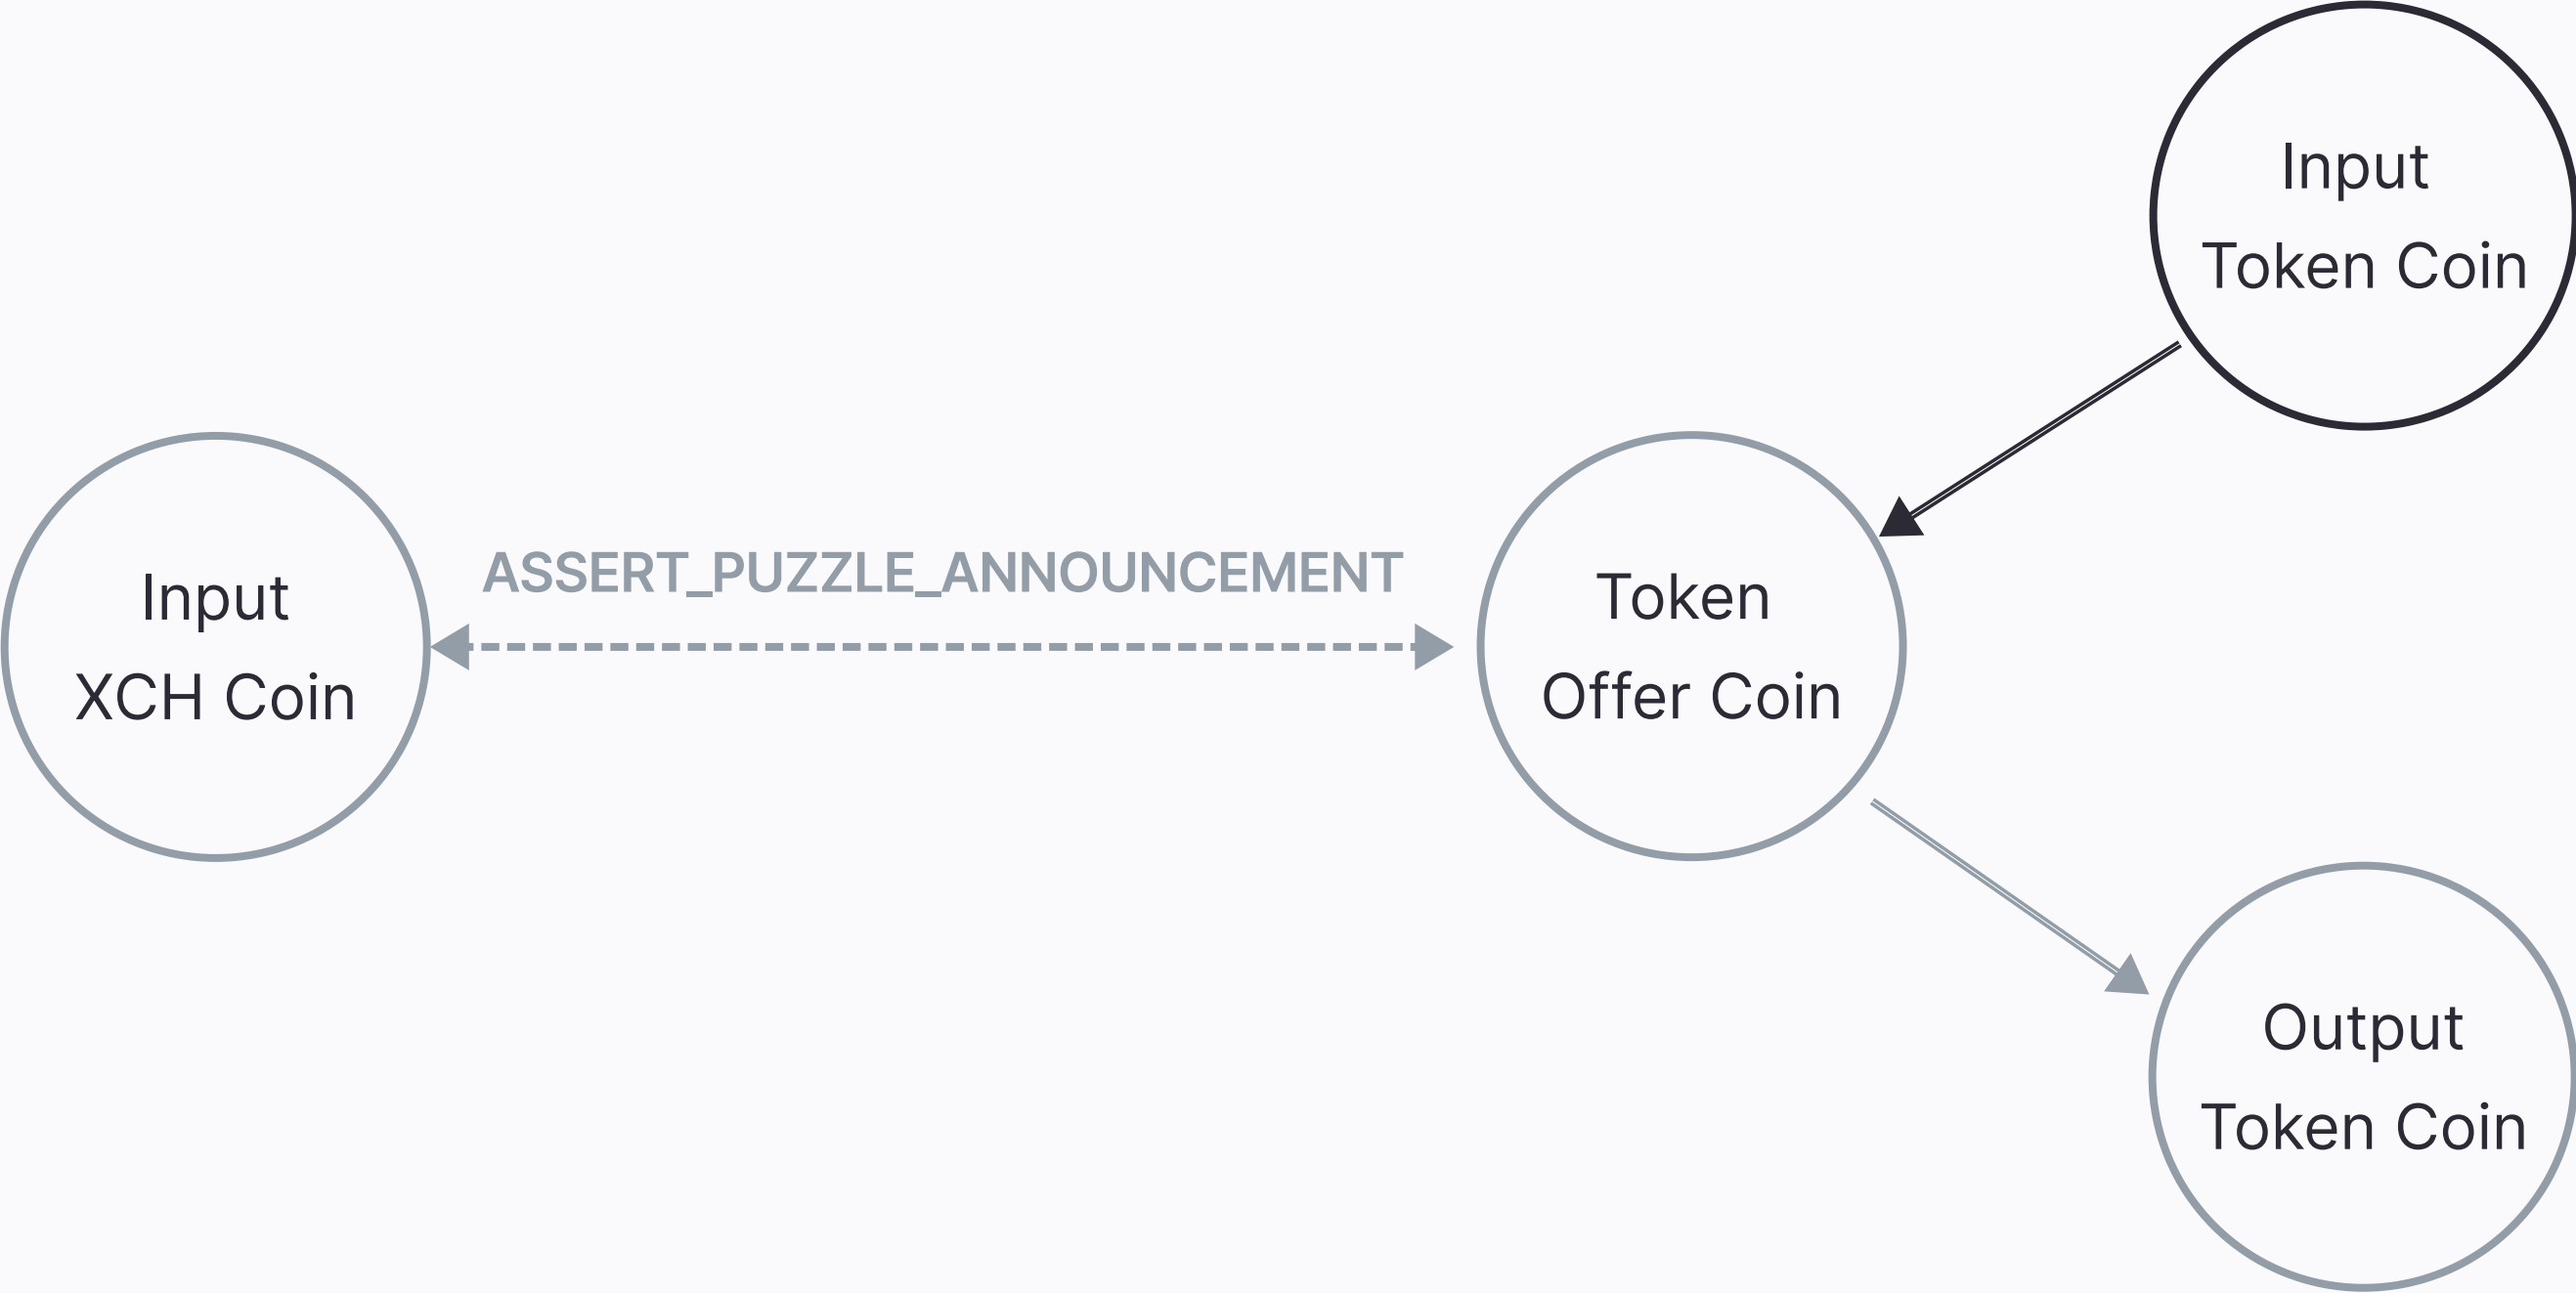 Input
Token Coin
Input
XCH Coin
ASSERT_PUZZLE_ANNOUNCEMENT
Token
Offer Coin
Output
Token Coin